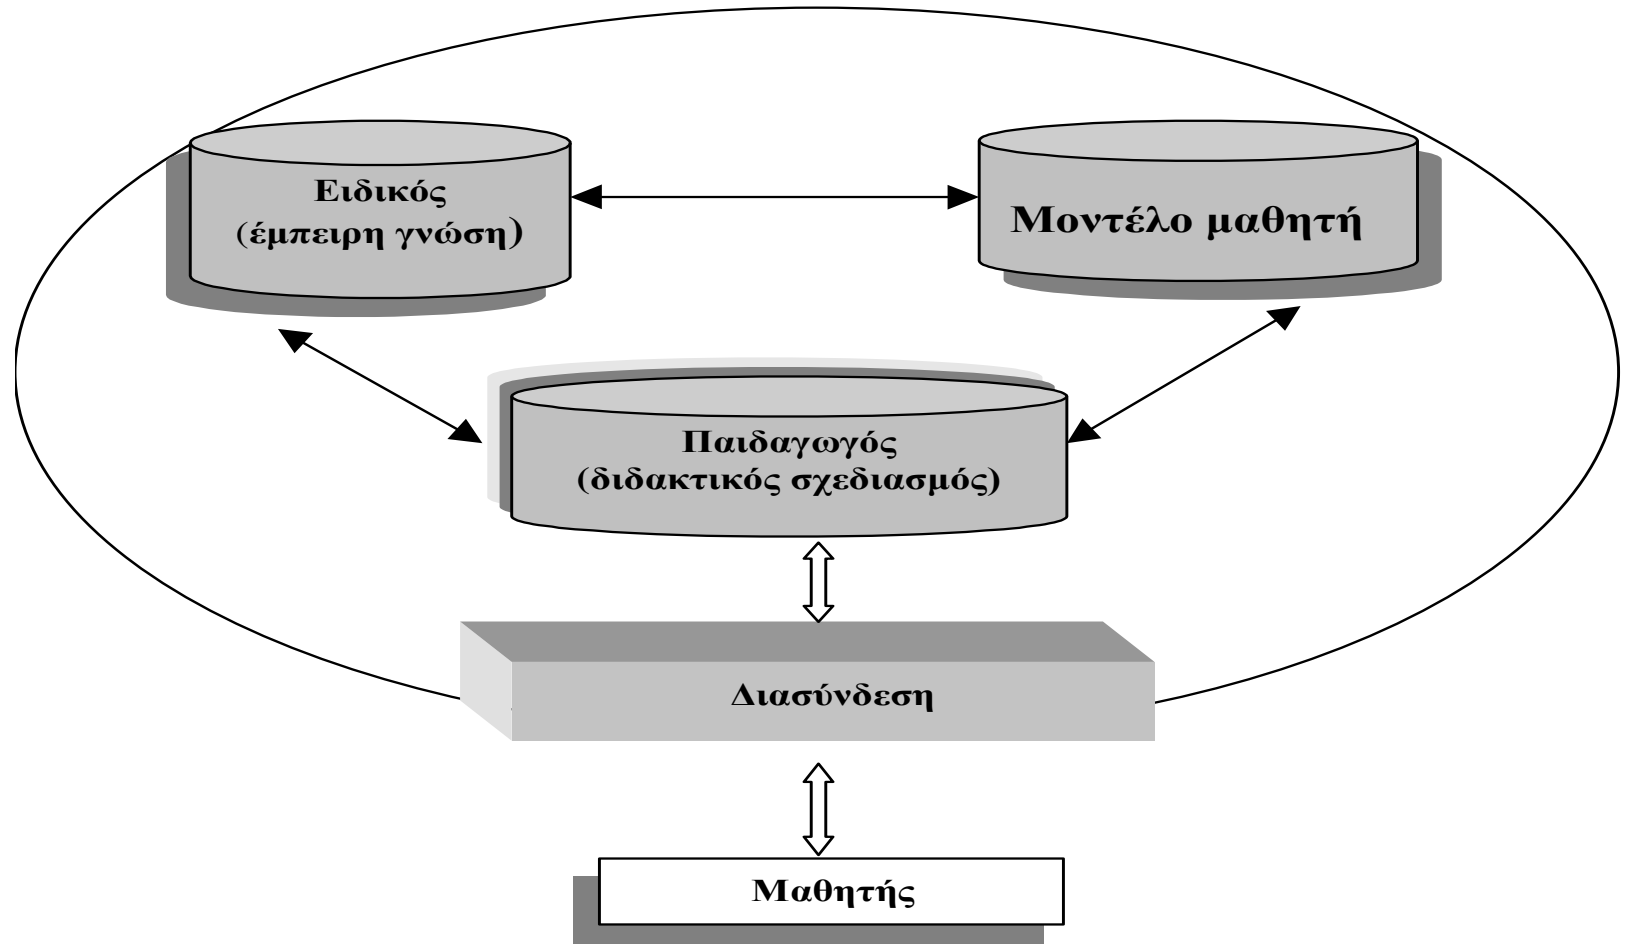 Ειδικός
(έμπειρη γνώση)
Μοντέλο μαθητή
Παιδαγωγός
(διδακτικός σχεδιασμός)
Διασύνδεση
Μαθητής